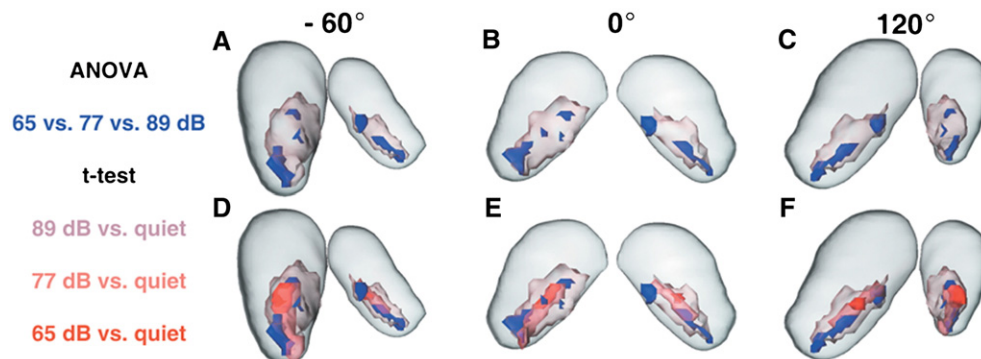 - 60°
0°
120°
A
B
C
ANOVA
65 vs. 77 vs. 89 dB
t-test
D
E
F
89 dB vs. quiet
77 dB vs. quiet
65 dB vs. quiet